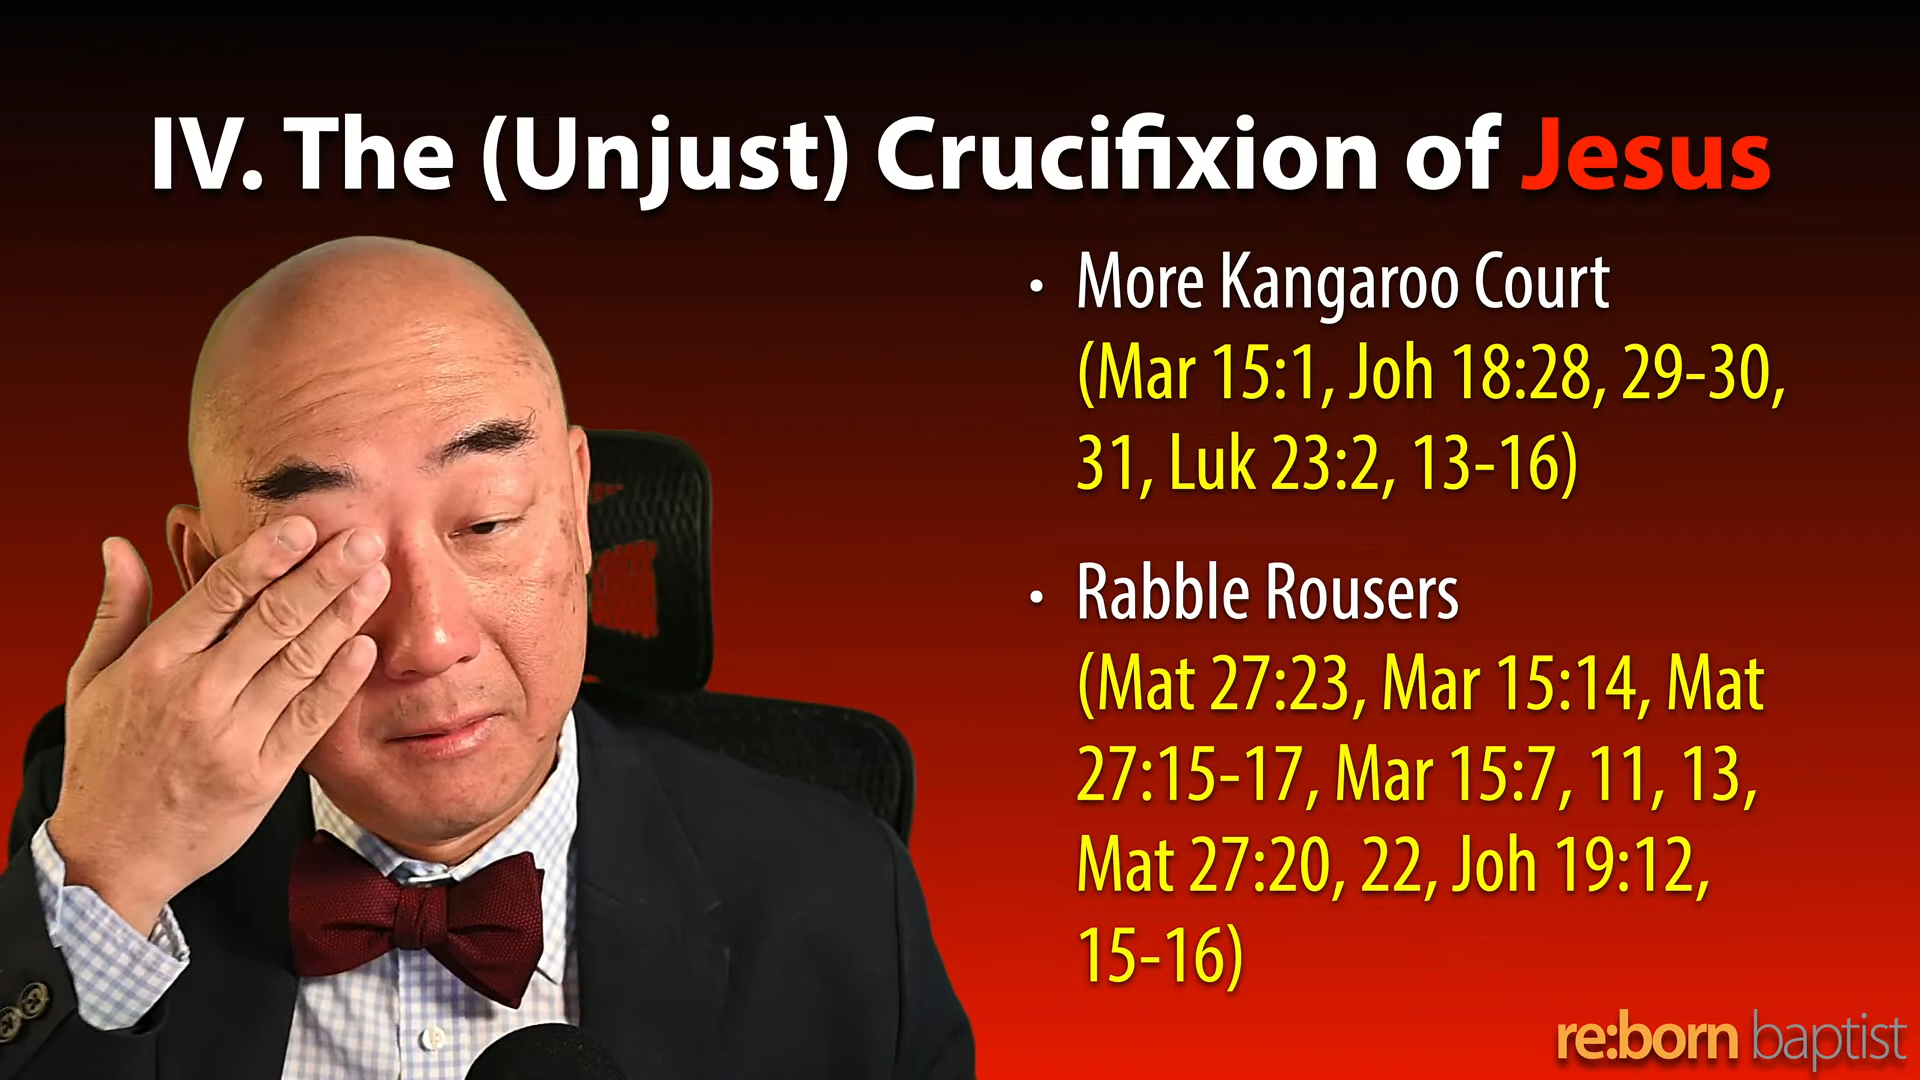 IV. The (Unjust) Crucifixion of Jesus
• More Kangaroo Court
(Mar 15:1, Joh 18:28, 29-30,
31, Luk 23:2, 13-16)
• Rabble Rousers
(Mat 27:23, Mar 15:14, Mat
27:15-17, Mar 15:7, 11, 13,
Mat 27:20, 22, Joh 19:12,
15-16)
re:born baptist